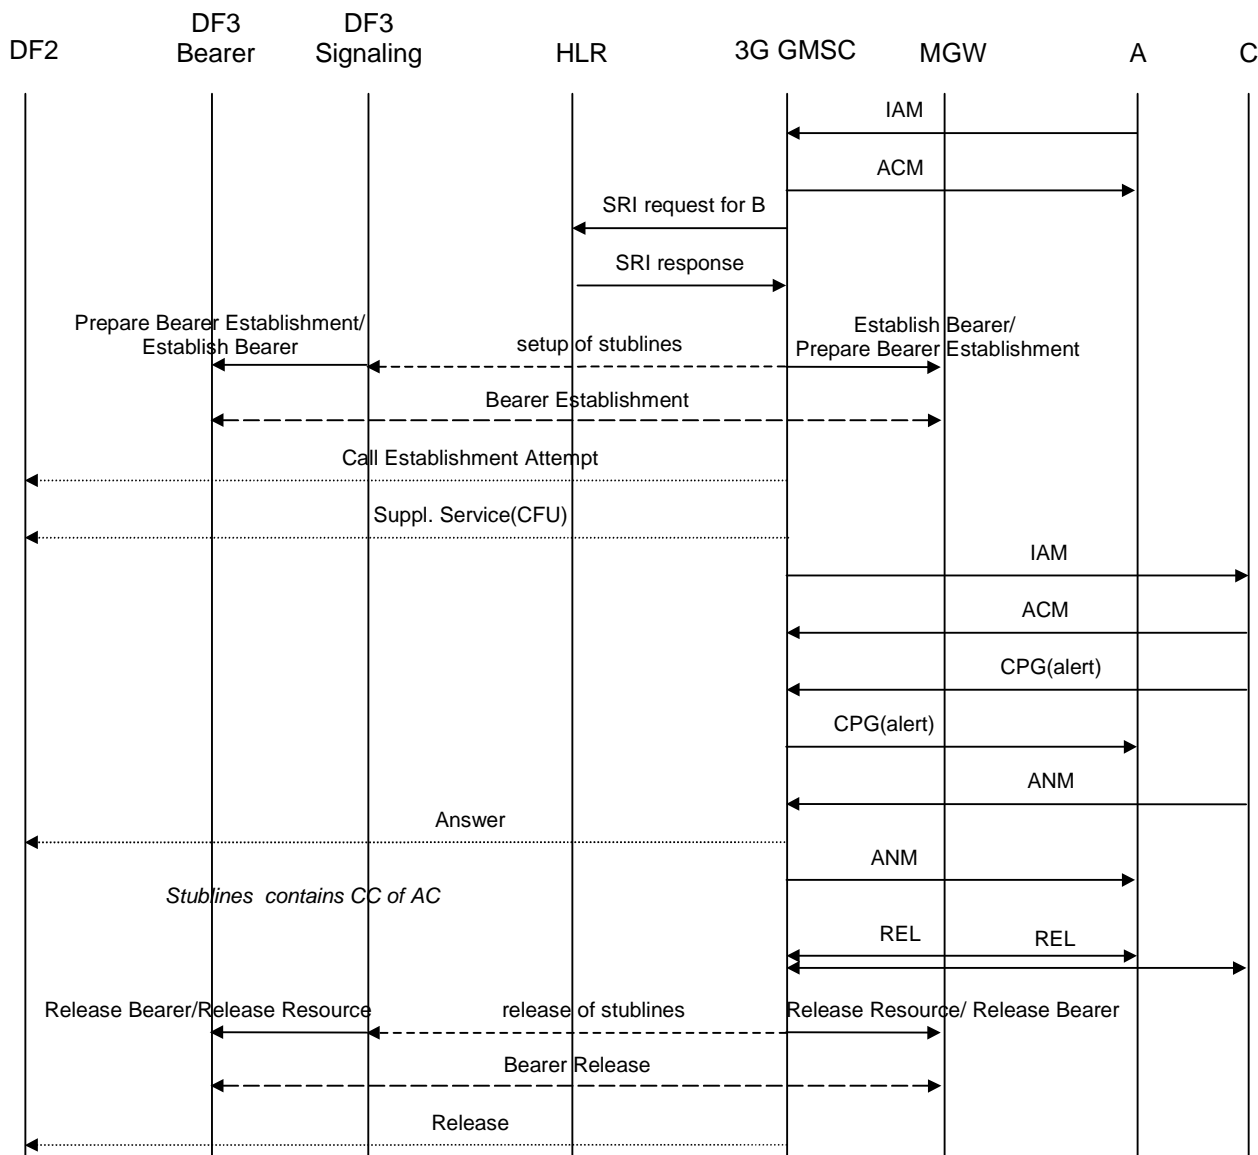 DF2
DF3
Bearer
DF3
Signaling
HLR
3G GMSC
MGW
A
C
IAM
ACM
SRI request for B
SRI response
Prepare Bearer Establishment/
Establish Bearer
setup of stublines
Establish Bearer/
Prepare Bearer Establishment
Bearer Establishment
Call Establishment Attempt
Suppl. Service(CFU)
IAM
ACM
CPG(alert)
CPG(alert)
ANM
Answer
ANM
Stublines contains CC of AC
REL
REL
Release Bearer/Release Resource
release of stublines
Release Resource/ Release Bearer
Bearer Release
Release